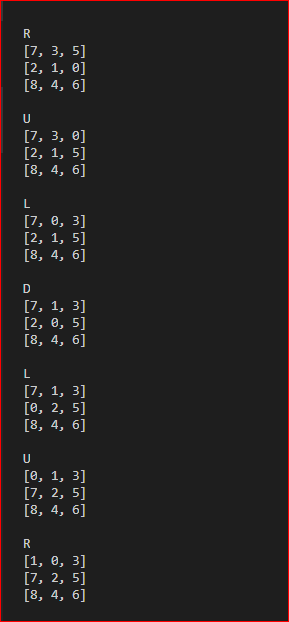 R
[7, 3, 5]
[2, 1, 0]
[8, 4, 6]
U
[7, 3, 0]
[2, 1, 5]
[8, 4, 6]
L
[7, 0, 3]
[2, 1, 5]
[8, 4, 6]
D
[7, 1, 3]
[2, 0, 5]
[8, 4, 6]
L
[7, 1, 3]
[0, 2, 5]
[8, 4, 6]
U
[0, 1, 3]
[7, 2, 5]
[8, 4, 6]
R
[1, 0, 3]
[7, 2, 5]
[8, 4, 6]